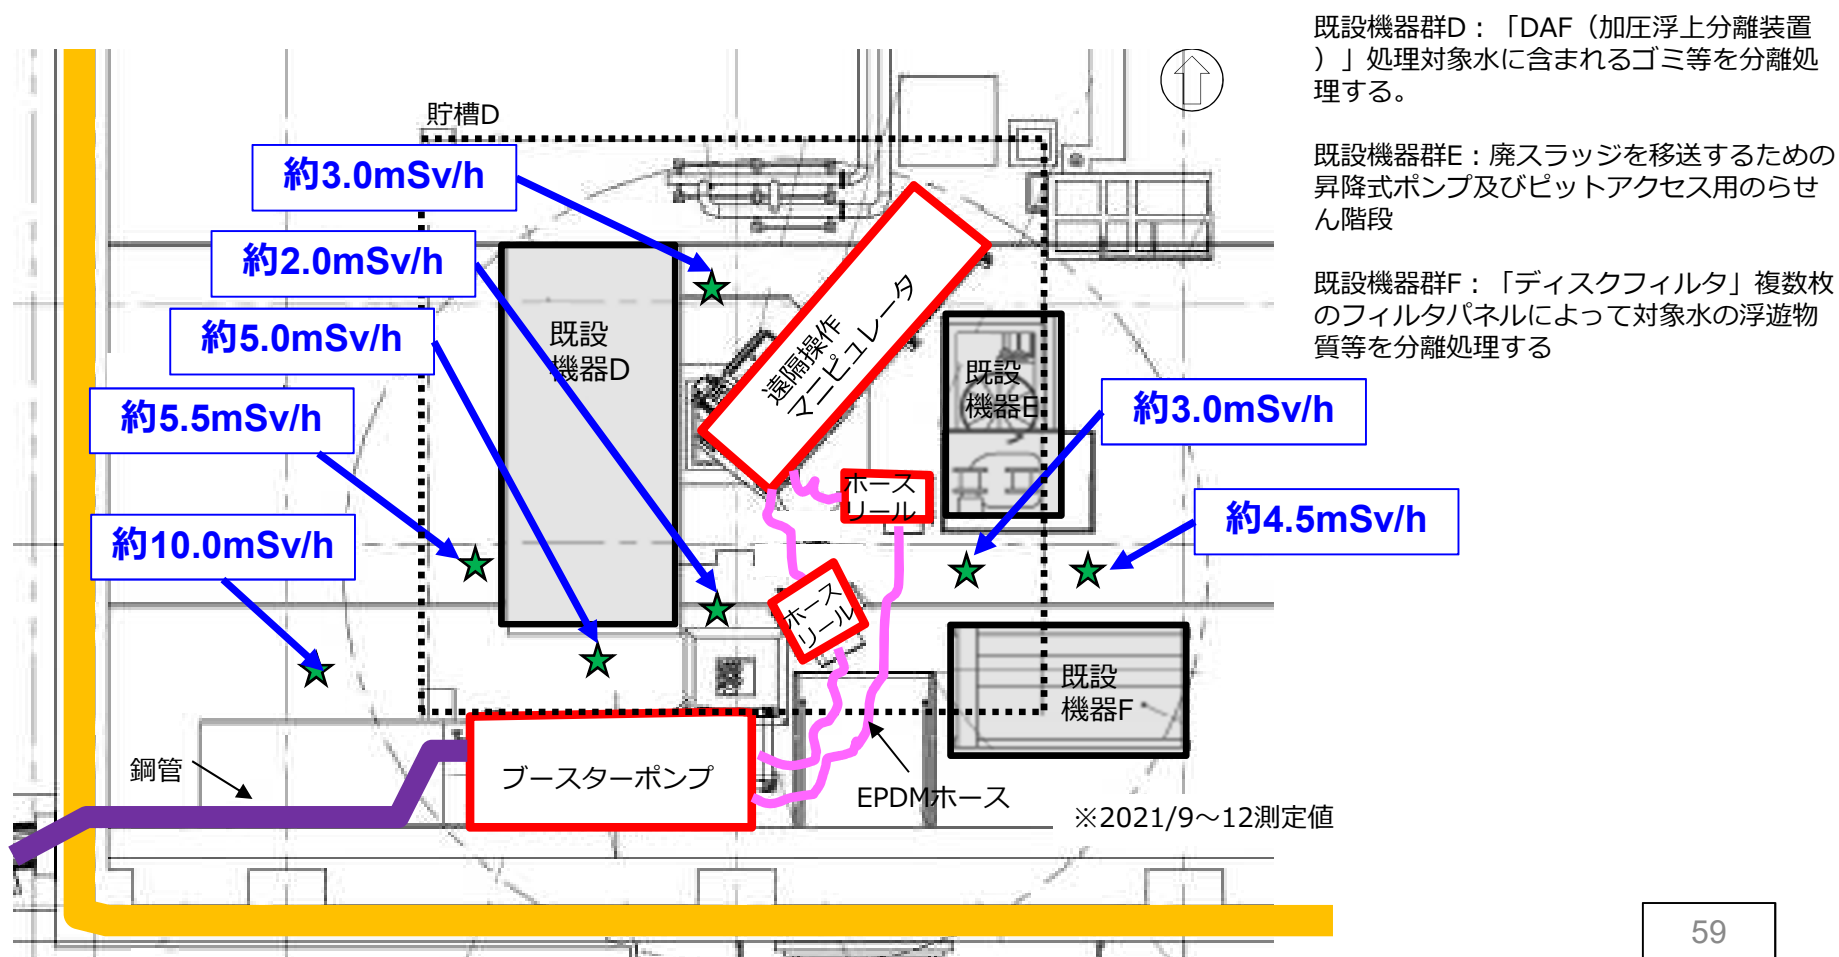 既設機器群D：「DAF（加圧浮上分離装置
）」処理対象水に含まれるゴミ等を分離処
理する。
既設機器群E：廃スラッジを移送するための
昇降式ポンプ及びピットアクセス用のらせ
ん階段
既設機器群F：「ディスクフィルタ」複数枚
のフィルタパネルによって対象水の浮遊物
質等を分離処理する
貯槽D
約3.0mSv/h
約2.0mSv/h
約5.0mSv/h
約5.5mSv/h
約10.0mSv/h
既設
機器D
遠隔操作
マニピュレータ
既設
機器E
約3.0mSv/h
約4.5mSv/h
ホース
リール
ホース
リール
既設
機器F
鋼管
ブースターポンプ
EPDMホース
※2021/9～12測定値
59